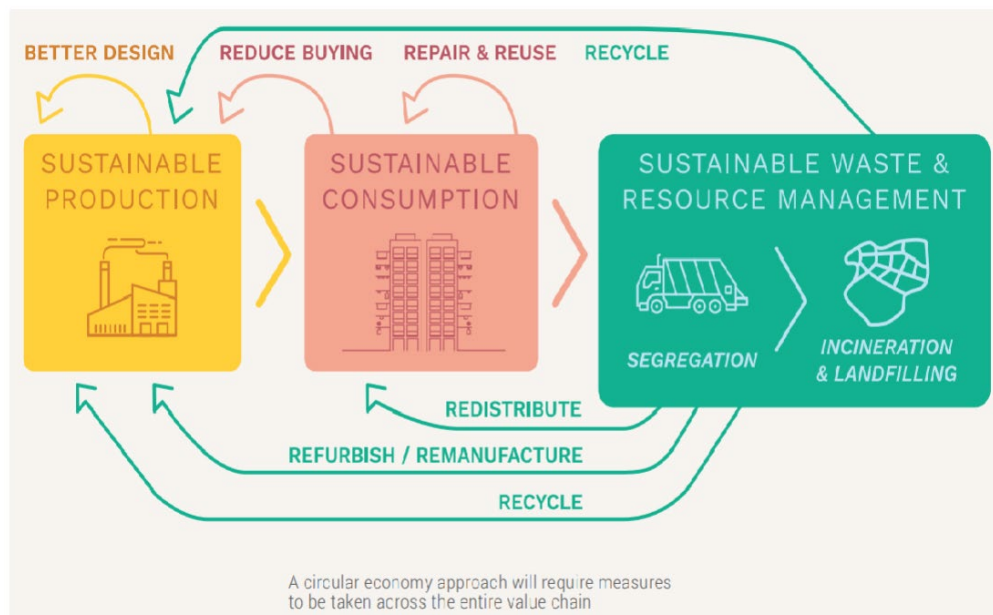 BETTER DESIGN
REDUCE BUYING
REPAIR & REUSE
RECYCLE
SUSTAINABLE
PRODUCTION
SUSTAINABLE
CONSUMPTION
SUSTAINABLE WASTE &
RESOURCE MANAGEMENT
SEGREGATION
INCINERATION
& LANDFILLING
REDISTRIBUTE
REFURBISH / REMANUFACTURE
RECYCLE
A circular economy approach will require measures
to be taken across the entire value chain